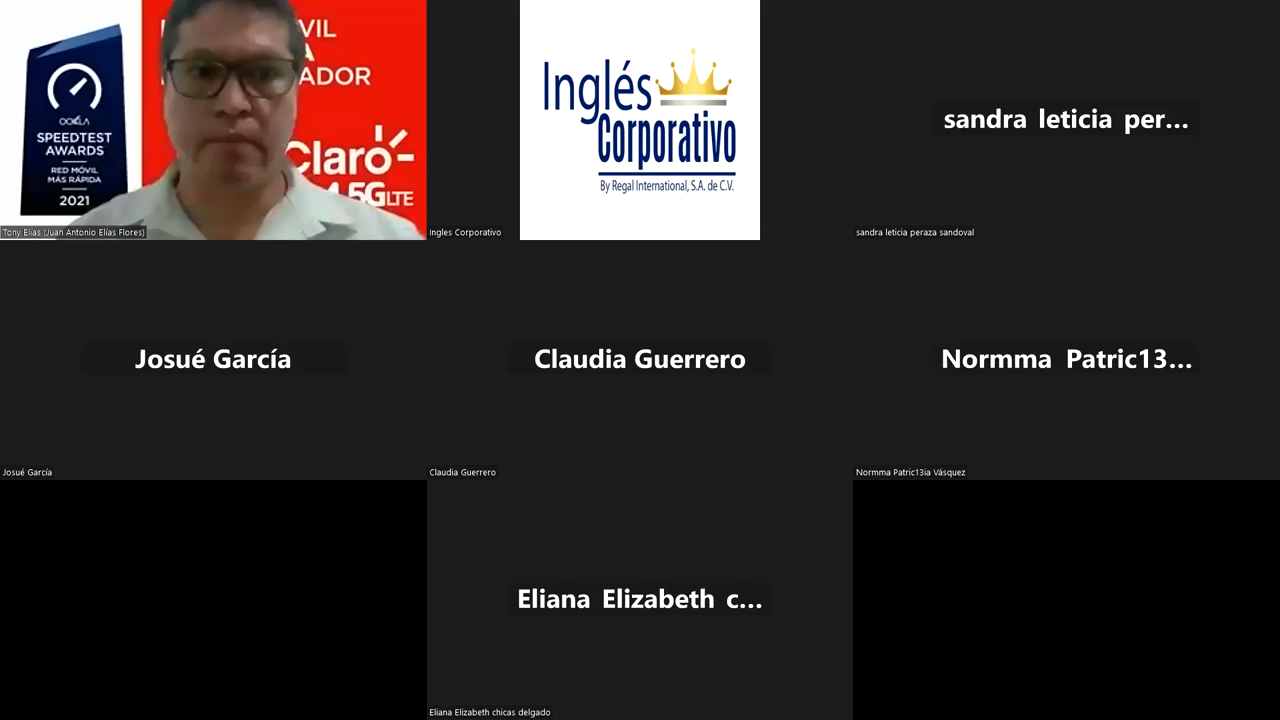 VIL
A
ADOR
OOKLA
SPEEDTEST
AWARDS
RED MÓVIL
MÁS RÁPIDA
2021
Claro
4.5GLTE
Tony Elías (Juan Antonio Elías Flores)
Inglés
Corporativo
By Regal International, S.A. de C.V.
Ingles Corporativo
sandra leticia per...
sandra leticia peraza sandoval
Josué García
Josué García
Claudia Guerrero
Claudia Guerrero
Normma Patric13...
Normma Patric13ia Vásquez
Eliana Elizabeth c...
Eliana Elizabeth chicas delgado